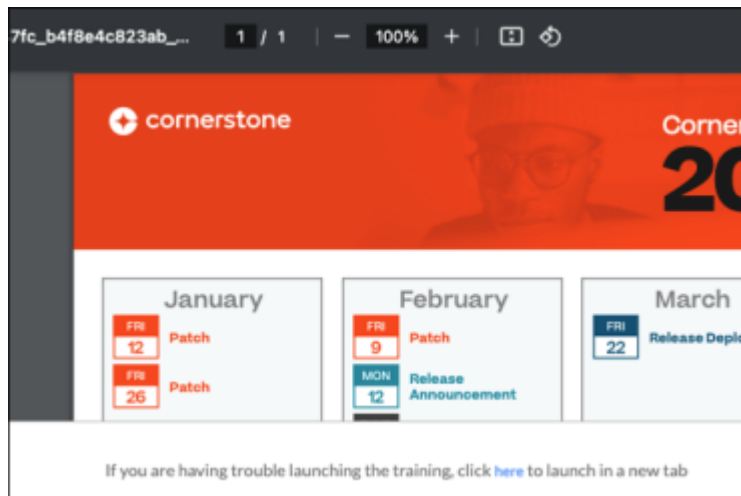 7fc_b4f8e4c823ab_... 1 / 1 100%
cornerstone
Corner
20
January
FRI
12
Patch
FRI
26
Patch
February
FRI
9
Patch
MON
12
Release
Announcement
March
FRI
22
Release Deplo
If you are having trouble launching the training, click here to launch in a new tab